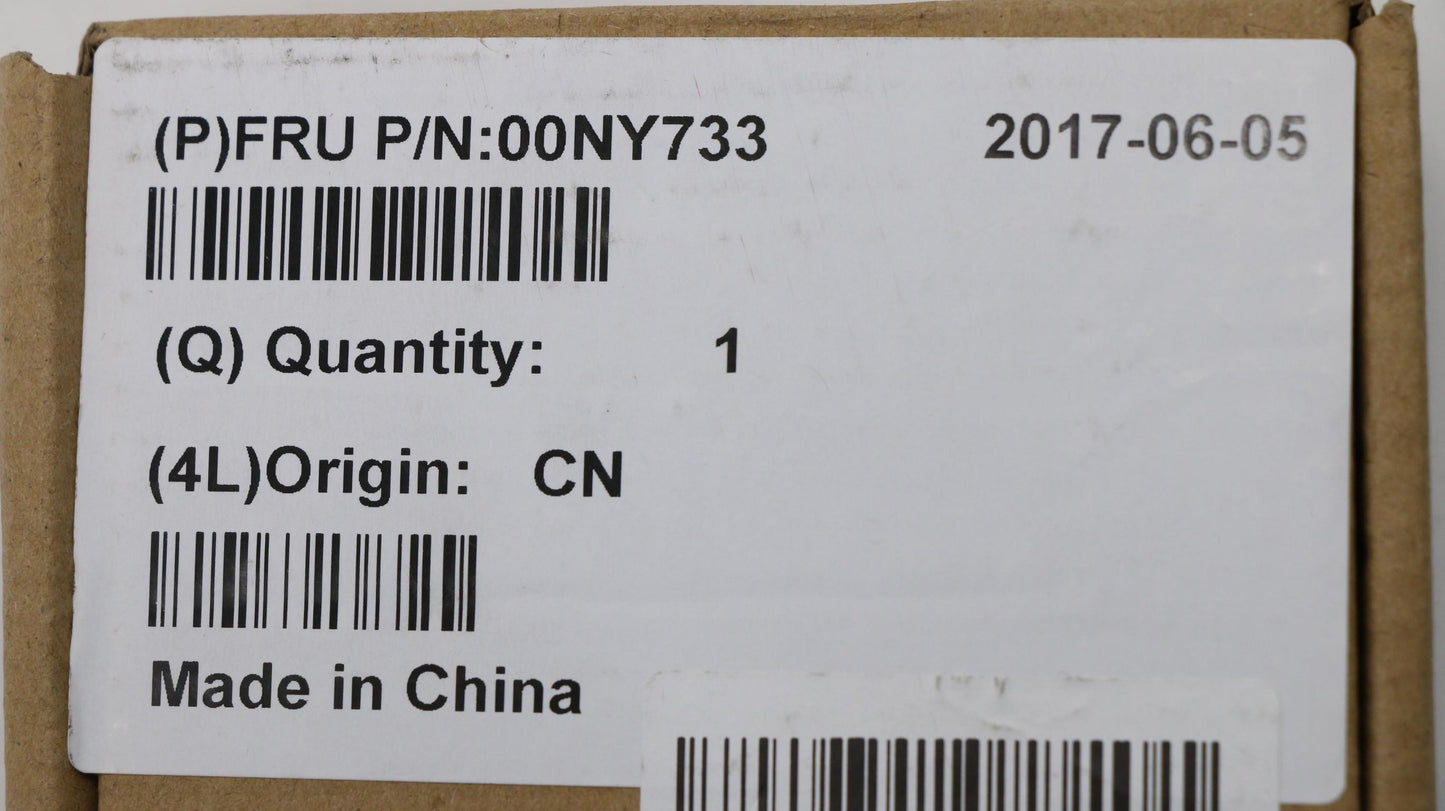 (P)FRU P/N:00NY733 2017-06-05
(Q) Quantity: 1
(4L)Origin: CN
Made in China